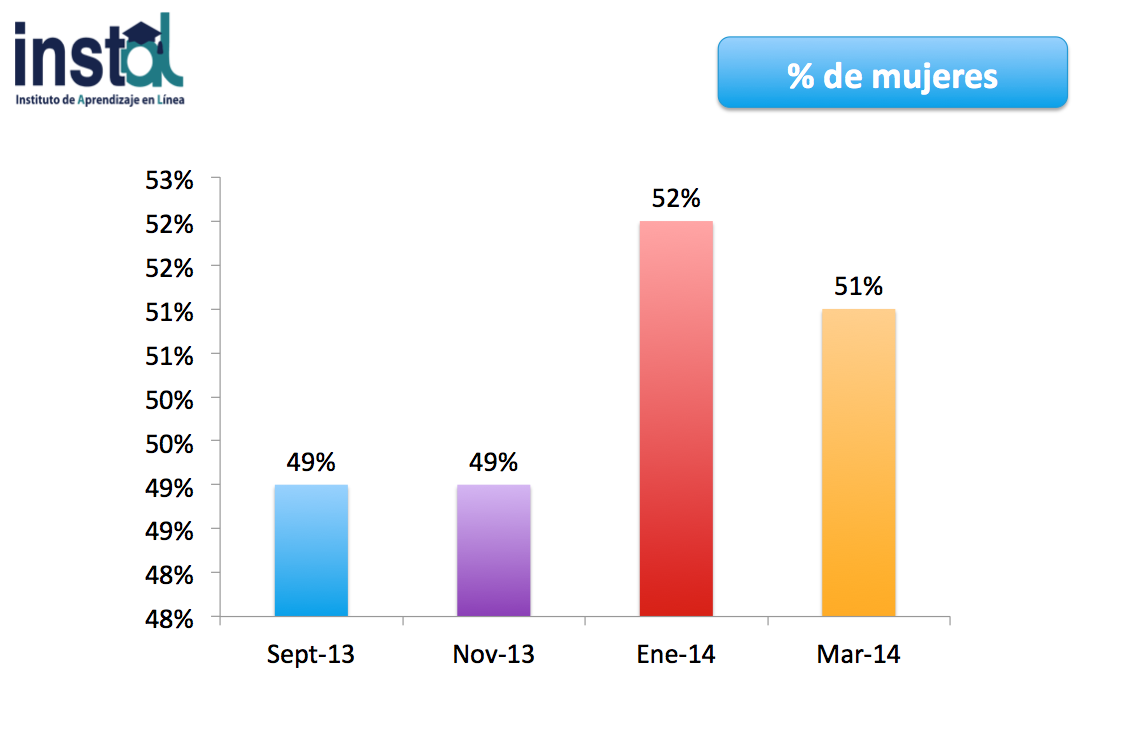 instal
Instituto de Aprendizaje en Línea
% de mujeres
53%
52%
52%
51%
51%
50%
50%
49%
49%
48%
48%
49%
49%
52%
51%
Sept-13
Nov-13
Ene-14
Mar-14